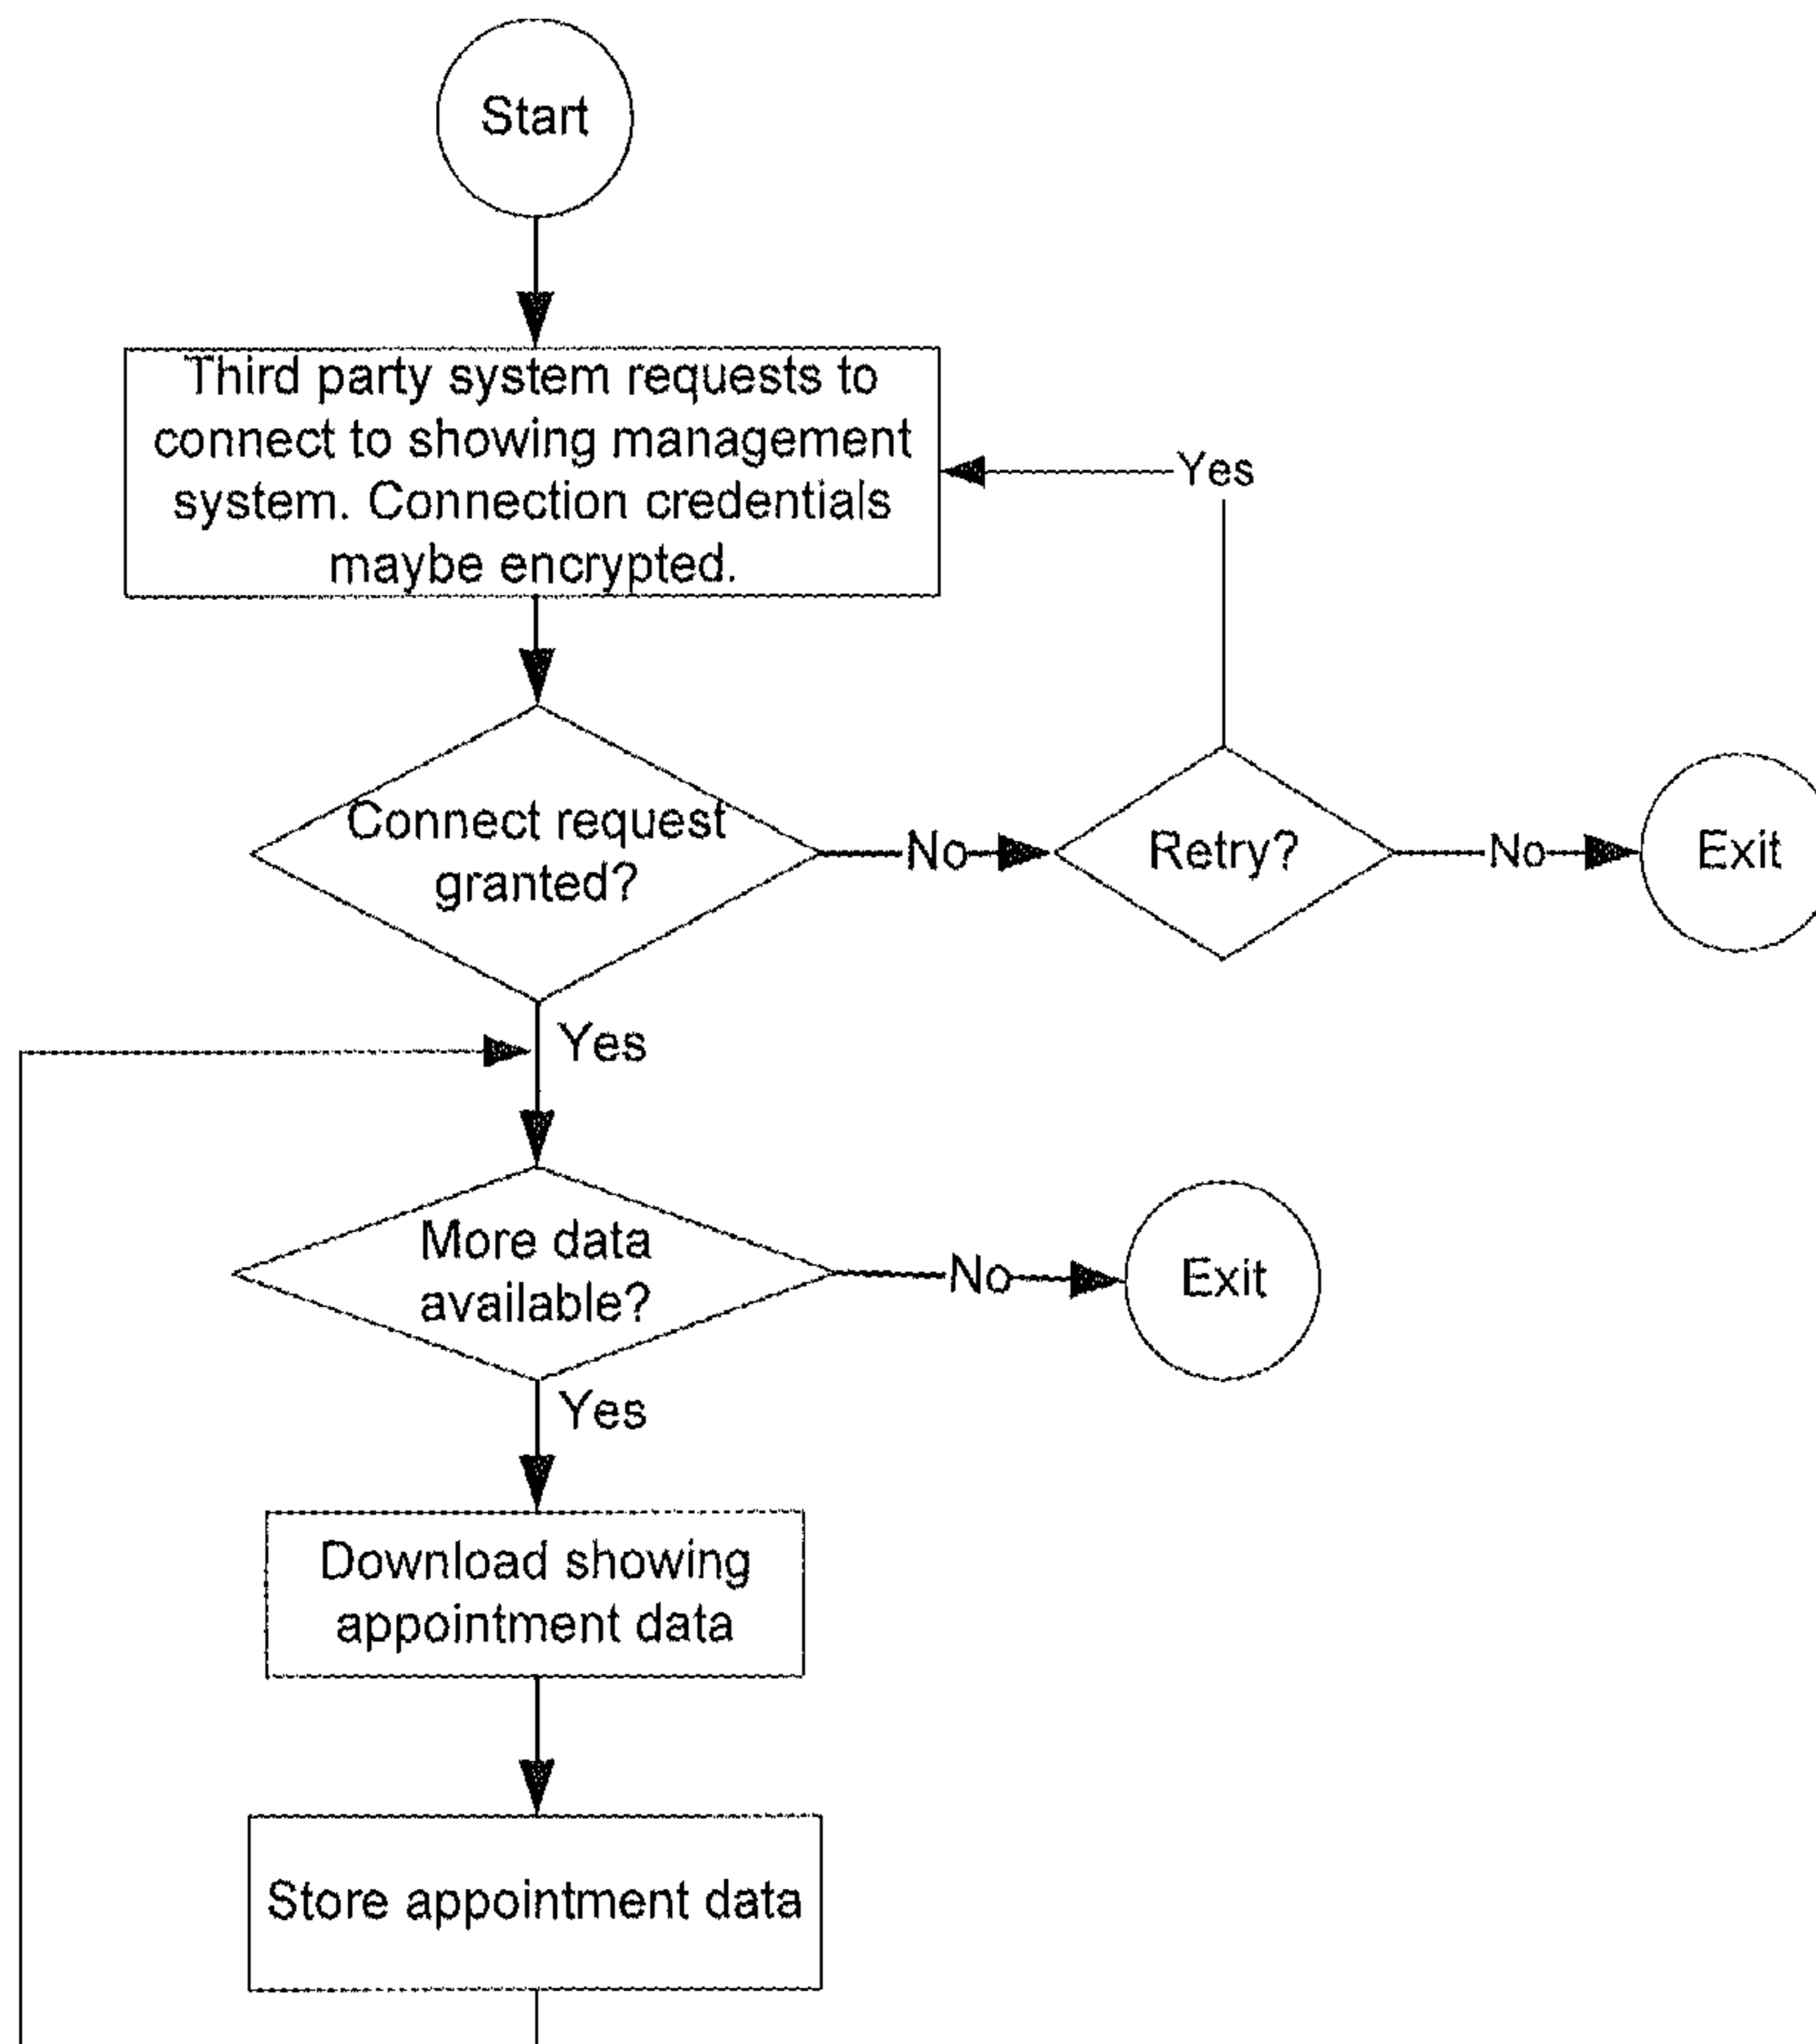 Start
Third party system requests to
connect to showing management
system. Connection credentials
maybe encrypted.
Yes
Connect request
granted?
No
Retry?
No
Exit
Yes
More data
available?
No
Exit
Yes
Download showing
appointment data
Store appointment data